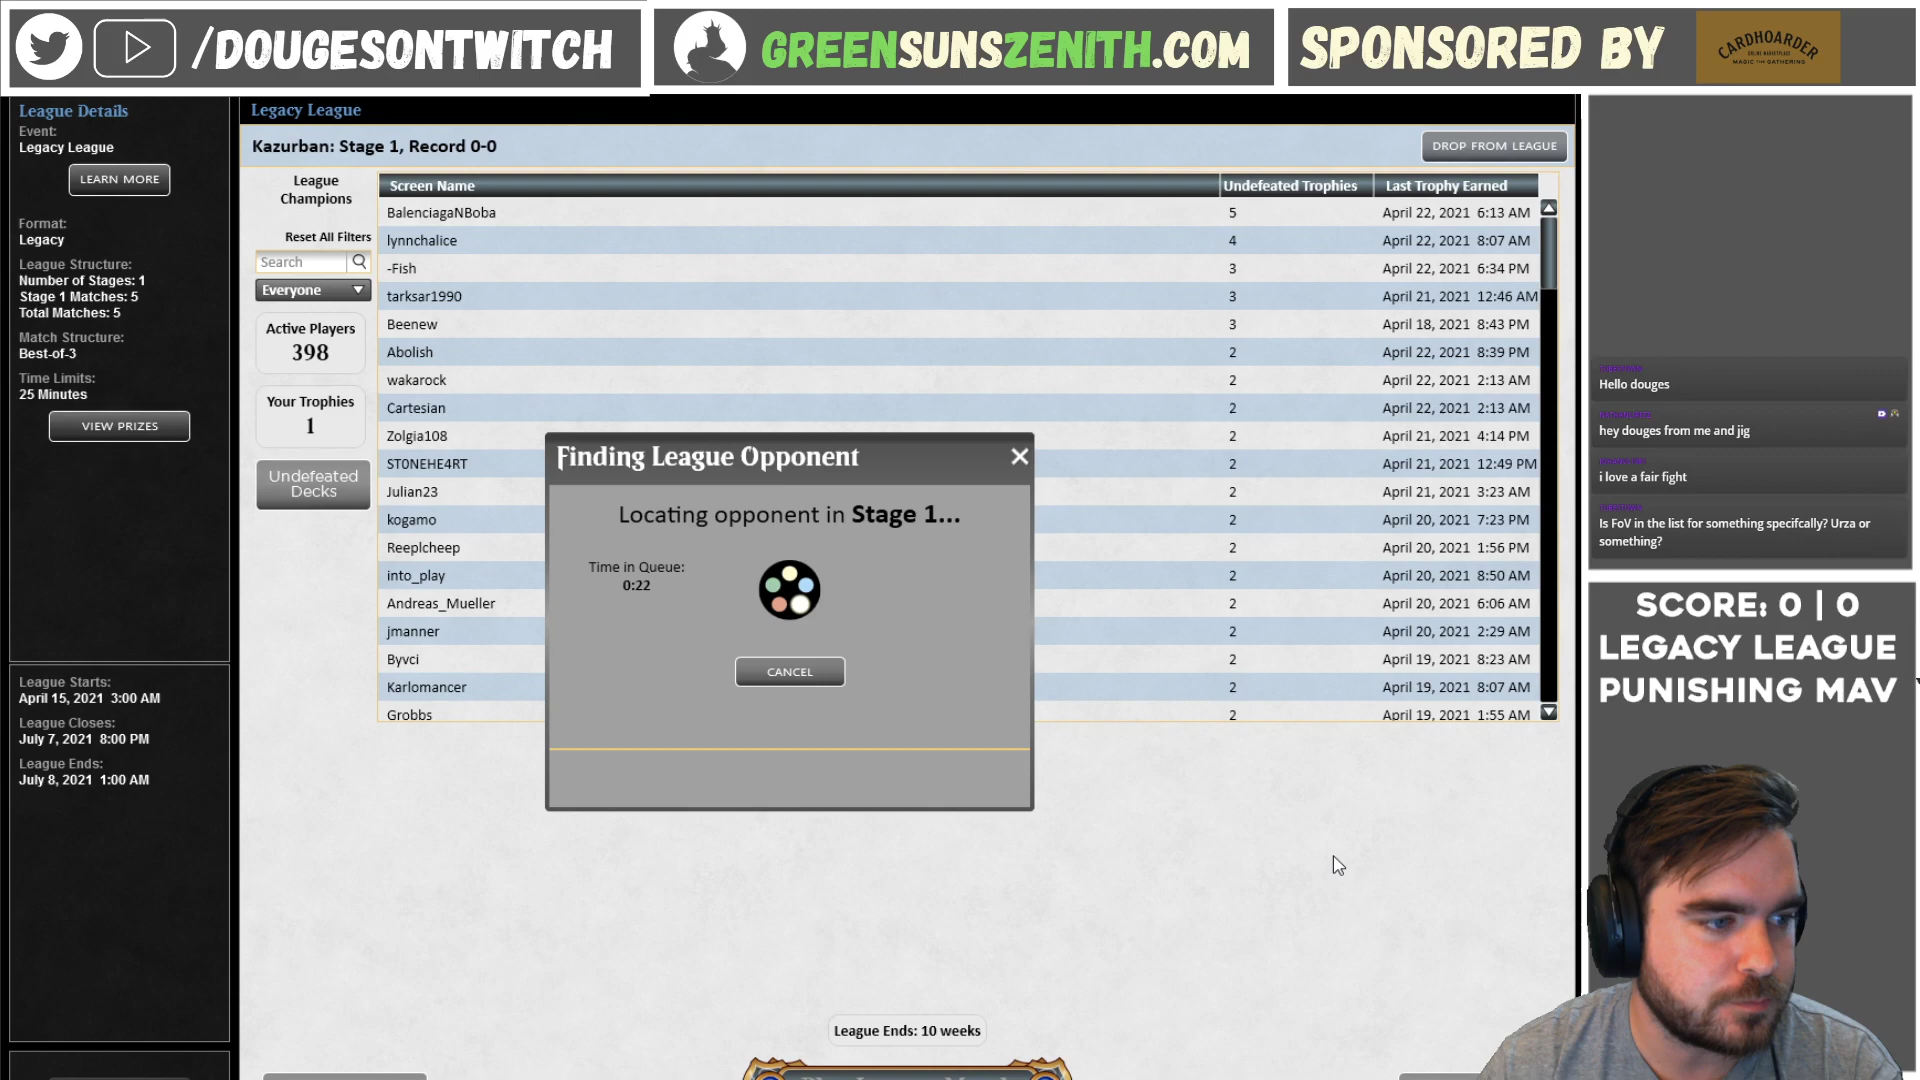 /DOUGESONTWITCH
GREENSUNSZENITH.COM
SPONSORED BY
CARDHOARDER
ONLINE MARKETPLACE
MAGIC THE GATHERING
League Details
Event:
Legacy League
LEARN MORE
Format:
Legacy
League Structure:
Number of Stages: 1
Stage 1 Matches: 5
Total Matches: 5
Match Structure:
Best-of-3
Time Limits:
25 Minutes
VIEW PRIZES
League Starts:
April 15, 2021 3:00 AM
League Closes:
July 7, 2021 8:00 PM
League Ends:
July 8, 2021 1:00 AM
Legacy League
Kazurban: Stage 1, Record 0-0
DROP FROM LEAGUE
League
Champions
Reset All Filters
Search
Everyone
Active Players
398
Your Trophies
1
Undefeated
Decks
Screen Name Undefeated Trophies Last Trophy Earned
BalenciagaNBoba 5 April 22, 2021 6:13 AM
lynnchalice 4 April 22, 2021 8:07 AM
-Fish 3 April 22, 2021 6:34 PM
tarksar1990 3 April 21, 2021 12:46 AM
Beenew 3 April 18, 2021 8:43 PM
Abolish 2 April 22, 2021 8:39 PM
wakarock 2 April 22, 2021 2:13 AM
Cartesian 2 April 22, 2021 2:13 AM
Zolgia108 2 April 21, 2021 4:14 PM
ST0NEHE4RT 2 April 21, 2021 12:49 PM
Julian23 2 April 21, 2021 3:23 AM
kogamo 2 April 20, 2021 7:23 PM
Reeplcheep 2 April 20, 2021 1:56 PM
into_play 2 April 20, 2021 8:50 AM
Andreas_Mueller 2 April 20, 2021 6:06 AM
jmanner 2 April 20, 2021 2:29 AM
Byvci 2 April 19, 2021 8:23 AM
Karlomancer 2 April 19, 2021 8:07 AM
Grobbs 2 April 19, 2021 1:55 AM
Finding League Opponent
Locating opponent in Stage 1...
Time in Queue:
0:22
CANCEL
League Ends: 10 weeks
Hello douges
hey douges from me and jig
i love a fair fight
Is FoV in the list for something specifcally? Urza or
something?
SCORE: 0 | 0
LEGACY LEAGUE
PUNISHING MAV